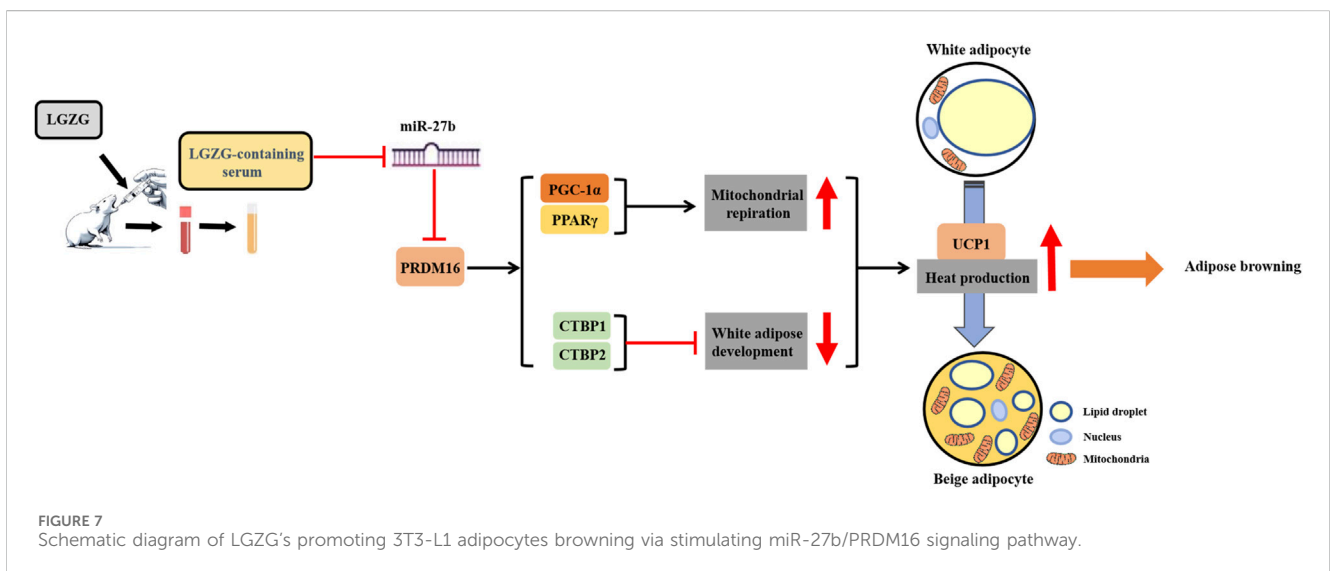 LGZG
LGZG-containing
serum
miR-27b
PRDM16
PGC-1α
PPARγ
CTBP1
CTBP2
Mitochondrial
repiration
White adipose
development
White adipocyte
UCP1
Heat production
Adipose browning
Lipid droplet
Nucleus
Mitochondria
Beige adipocyte
FIGURE 7
Schematic diagram of LGZG's promoting 3T3-L1 adipocytes browning via stimulating miR-27b/PRDM16 signaling pathway.